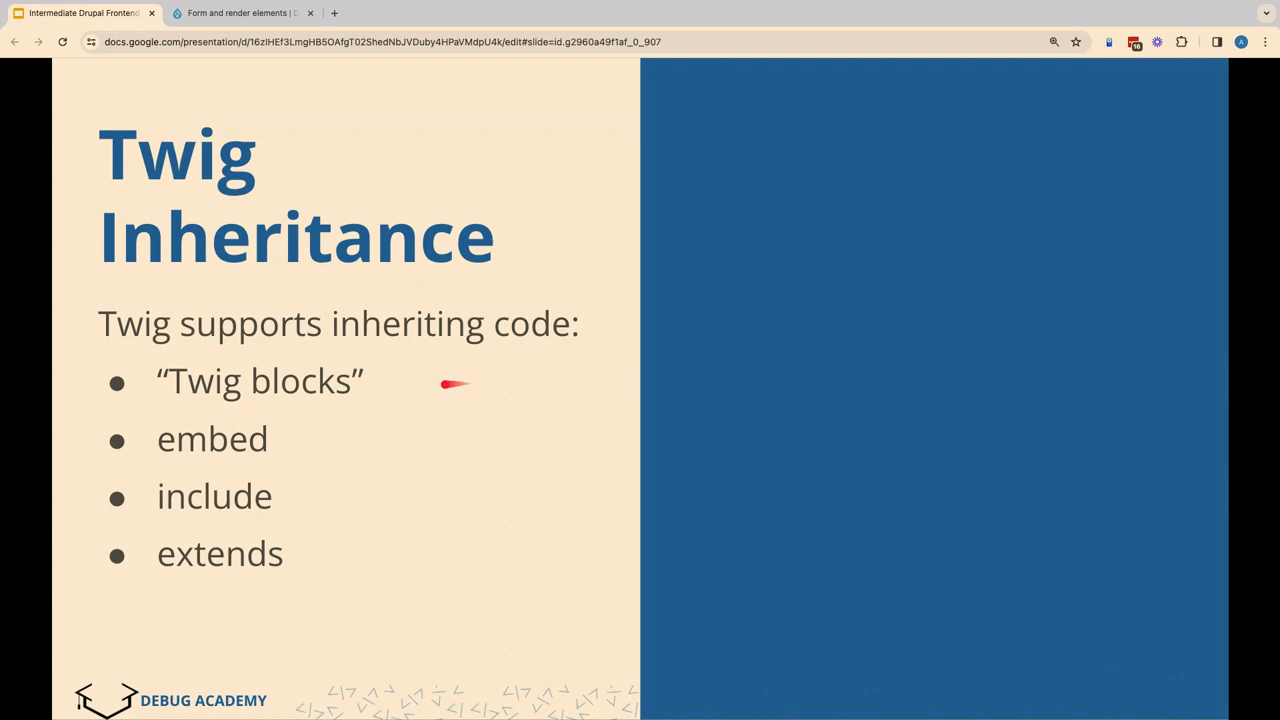 Intermediate Drupal Frontend
Form and render elements | D
docs.google.com/presentation/d/16zIHEf3LmgHB5OAfgT02ShedNbJVDuby4HPaVMdpU4k/edit#slide=id.g2960a49f1af_0_907
16
A
Twig
Inheritance
Twig supports inheriting code:
● “Twig blocks”
● embed
● include
● extends
DEBUG ACADEMY